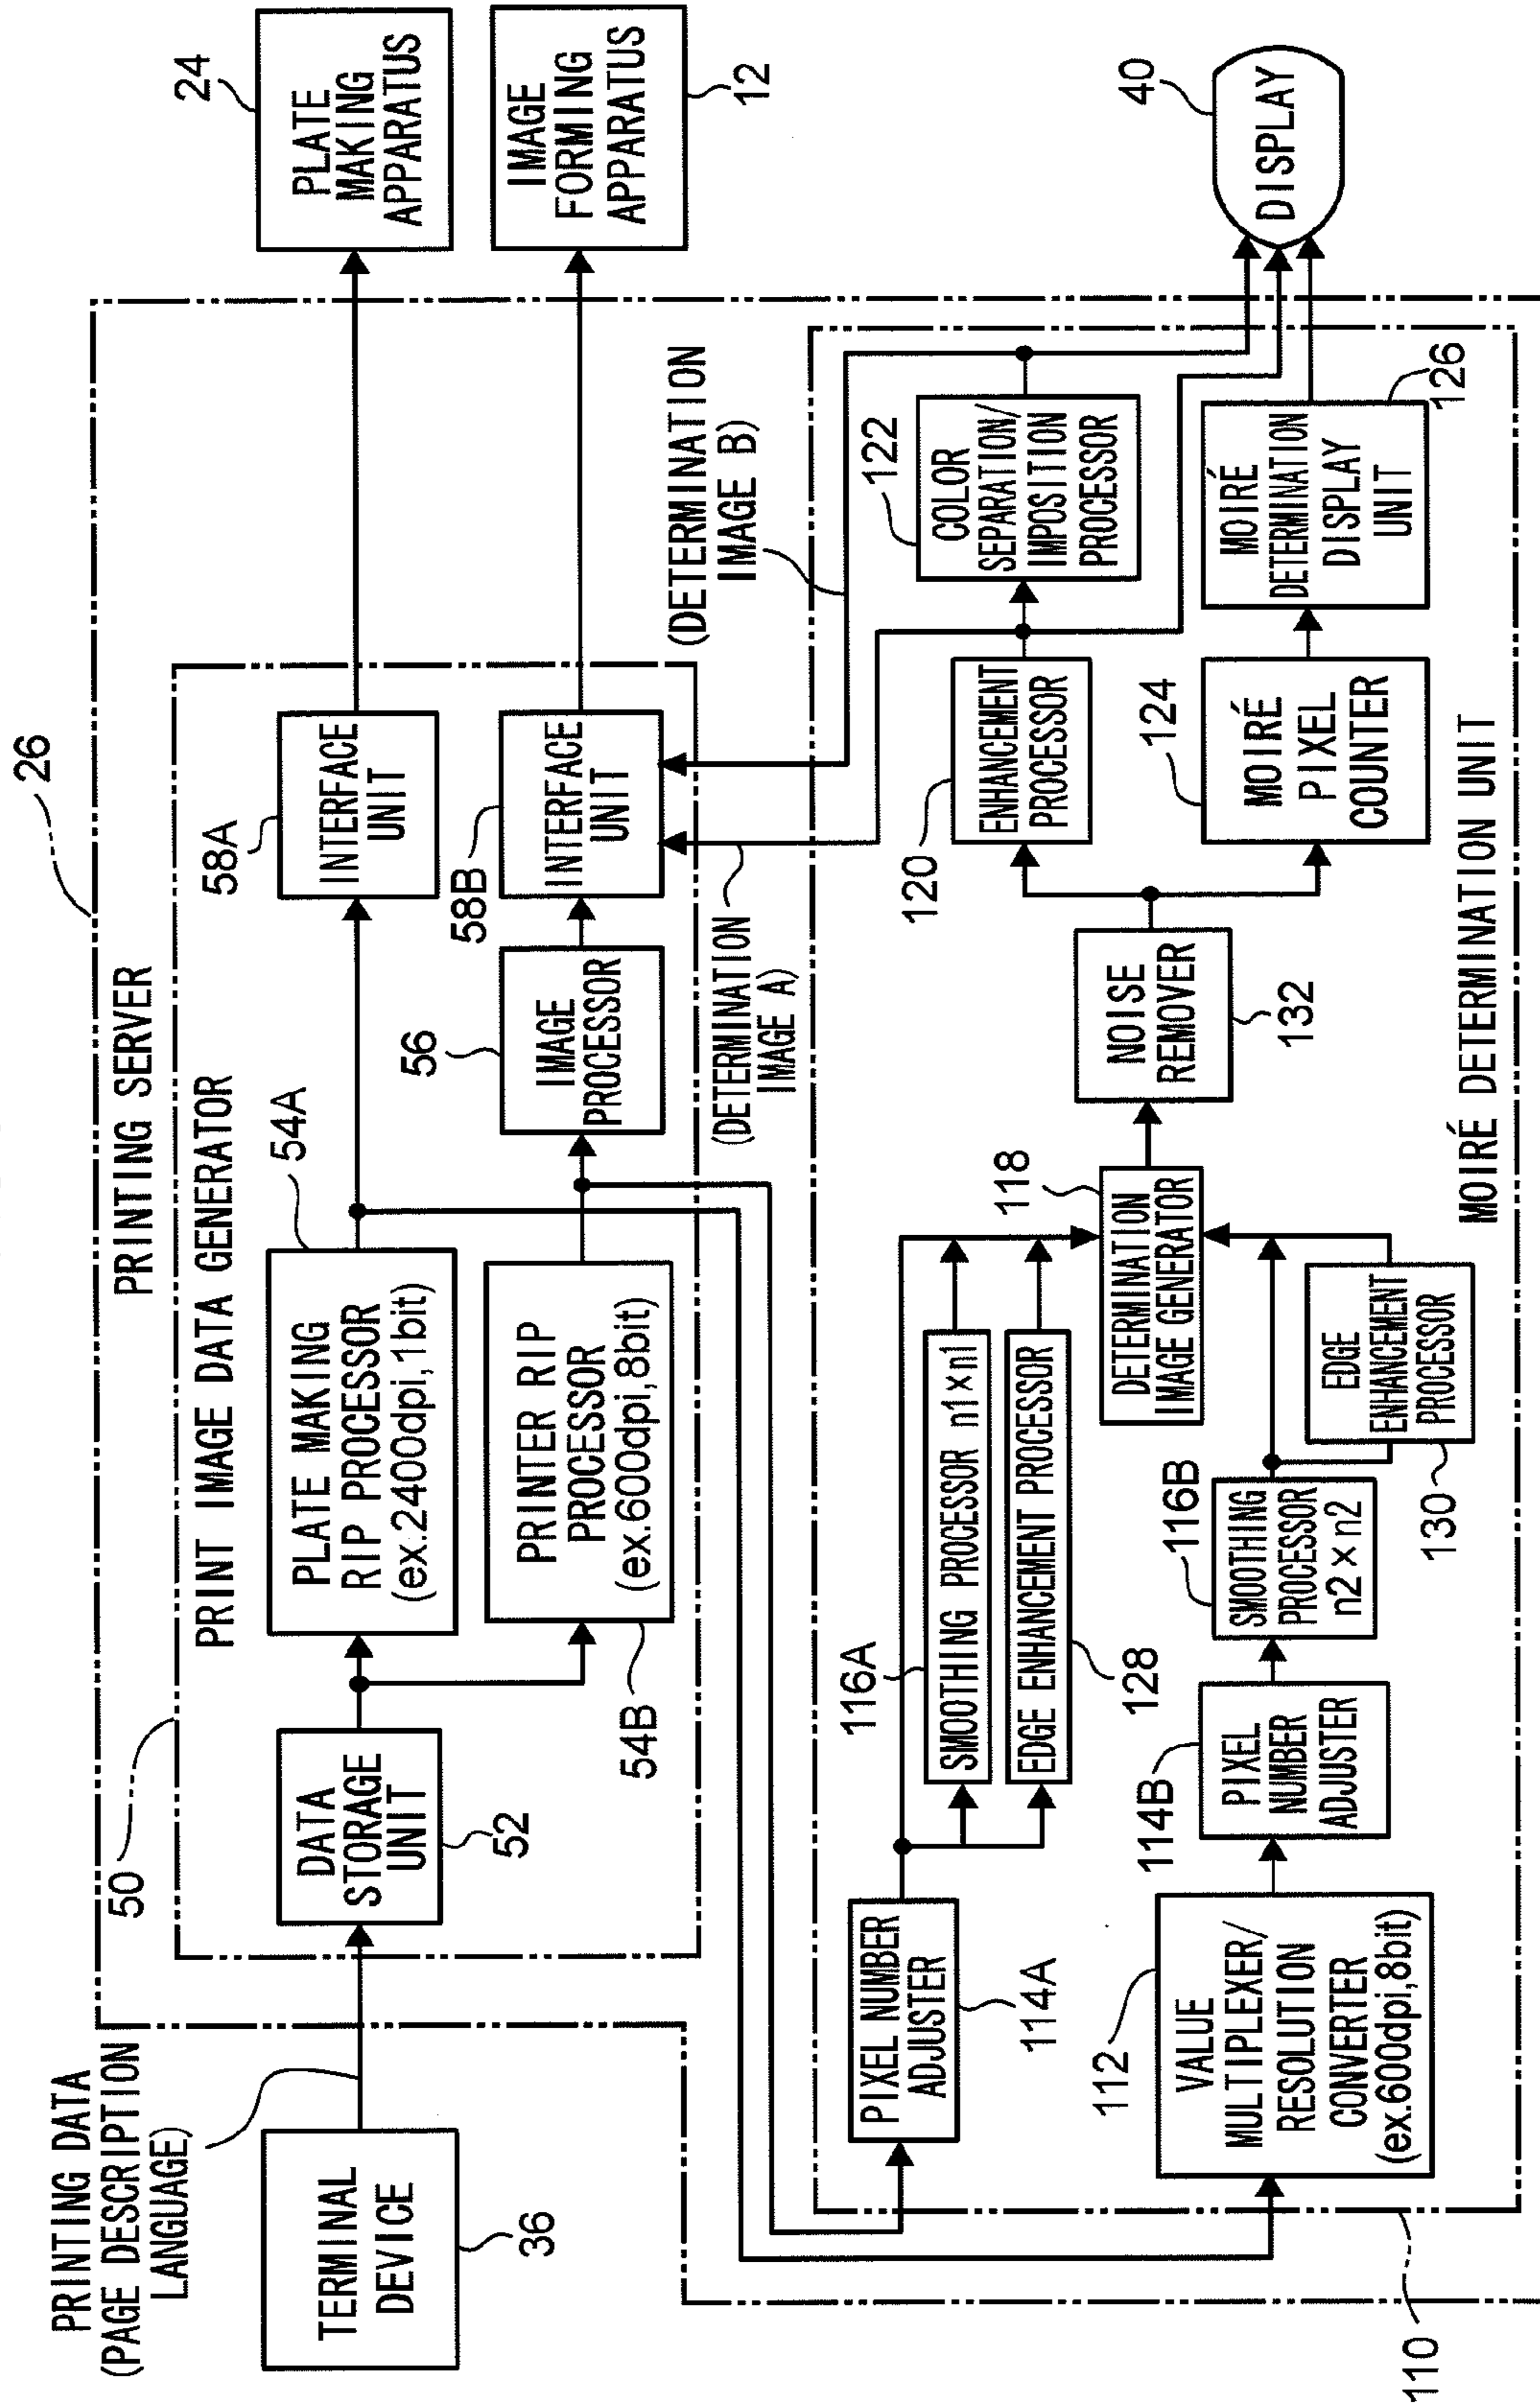 26
PRINTING SERVER
50
PRINT IMAGE DATA GENERATOR
PRINTING DATA
(PAGE DESCRIPTION
LANGUAGE)
TERMINAL
DEVICE
36
DATA
STORAGE
UNIT
52
54A
PLATE MAKING
RIP PROCESSOR
(ex.2400dpi,1bit)
PRINTER RIP
PROCESSOR
(ex.600dpi,8bit)
54B
56
IMAGE
PROCESSOR
58A
INTERFACE
UNIT
58B
INTERFACE
UNIT
24
PLATE
MAKING
APPARATUS
IMAGE
FORMING
APPARATUS
12
(DETERMINATION
IMAGE A)
(DETERMINATION
IMAGE B)
PIXEL NUMBER
ADJUSTER
114A
116A
SMOOTHING PROCESSOR n1×n1
EDGE ENHANCEMENT PROCESSOR
128
118
DETERMINATION
IMAGE GENERATOR
112
VALUE
MULTIPLEXER/
RESOLUTION
CONVERTER
(ex.600dpi,8bit)
114B
PIXEL
NUMBER
ADJUSTER
116B
SMOOTHING
PROCESSOR
n2×n2
EDGE
ENHANCEMENT
PROCESSOR
130
NOISE
REMOVER
132
120
ENHANCEMENT
PROCESSOR
122
COLOR
SEPARATION/
IMPOSITION
PROCESSOR
124
MOIRÉ
PIXEL
COUNTER
MOIRÉ
DETERMINATION
DISPLAY
UNIT
126
40
DISPLAY
MOIRÉ DETERMINATION UNIT
110